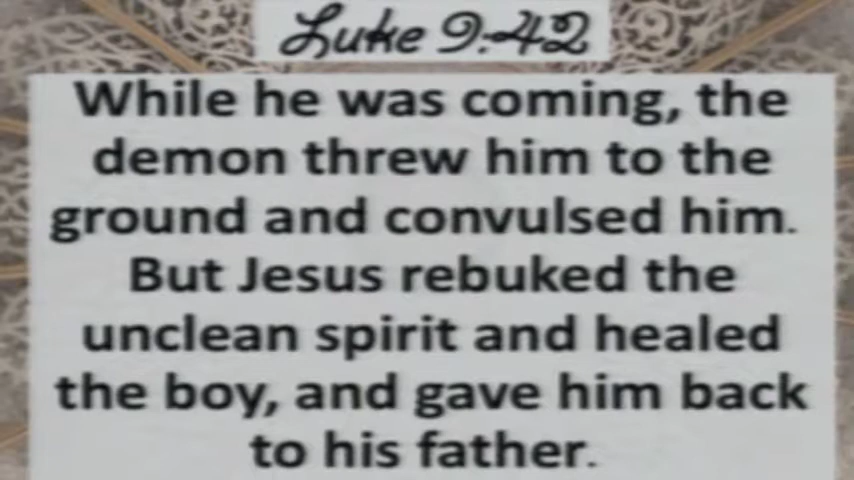 Luke 9:42
While he was coming, the
demon threw him to the
ground and convulsed him.
But Jesus rebuked the
unclean spirit and healed
the boy, and gave him back
to his father.